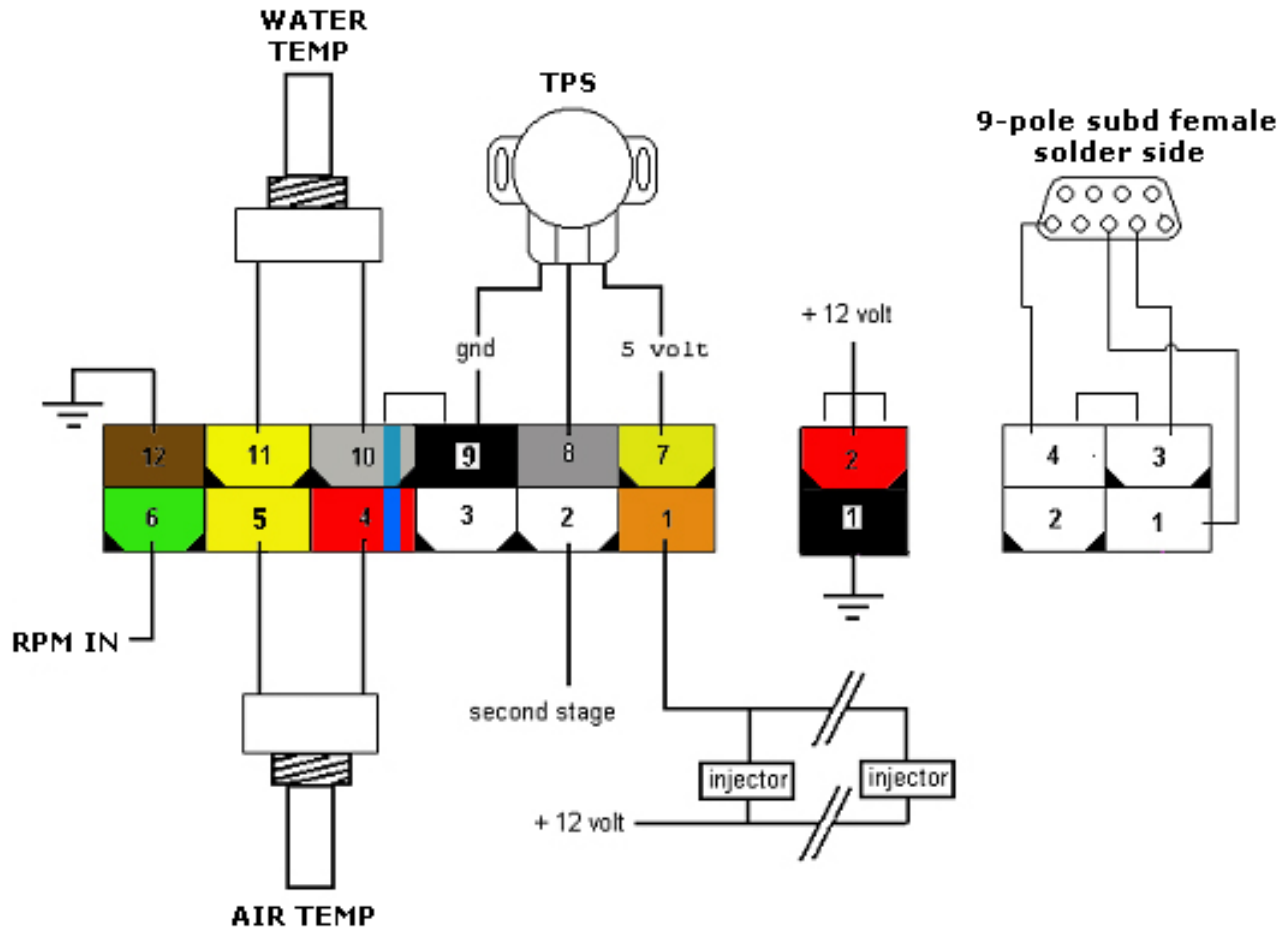 WATER
TEMP
TPS
9-pole subd female
solder side
+ 12 volt
gnd
5 volt
12
11
10
9
8
7
6
5
4
3
2
1
2
1
4
3
2
1
RPM IN
second stage
injector
injector
+ 12 volt
AIR TEMP